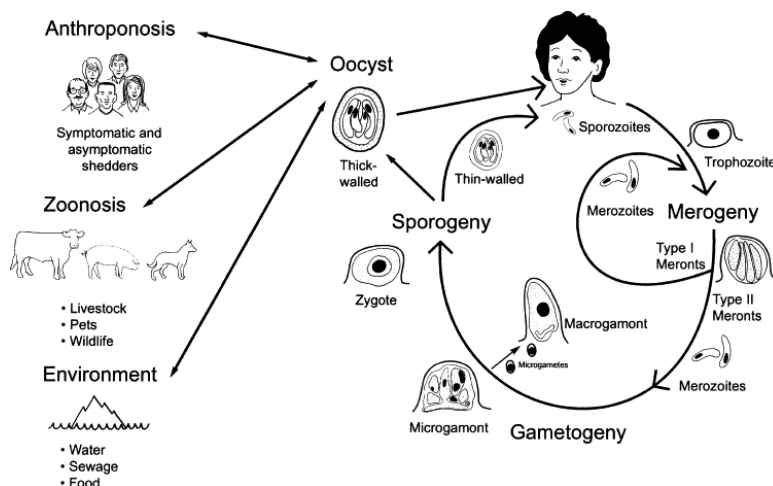 Anthroponosis
Symptomatic and
asymptomatic
shedders
Zoonosis
• Livestock
• Pets
• Wildlife
Environment
• Water
• Sewage
• Food
Oocyst
Thick-
walled
Thin-walled
Sporozoites
Trophozoite
Merozoites
Merogeny
Type I
Meronts
Type II
Meronts
Merozoites
Sporogeny
Zygote
Macrogamont
Microgametes
Microgamont
Gametogeny